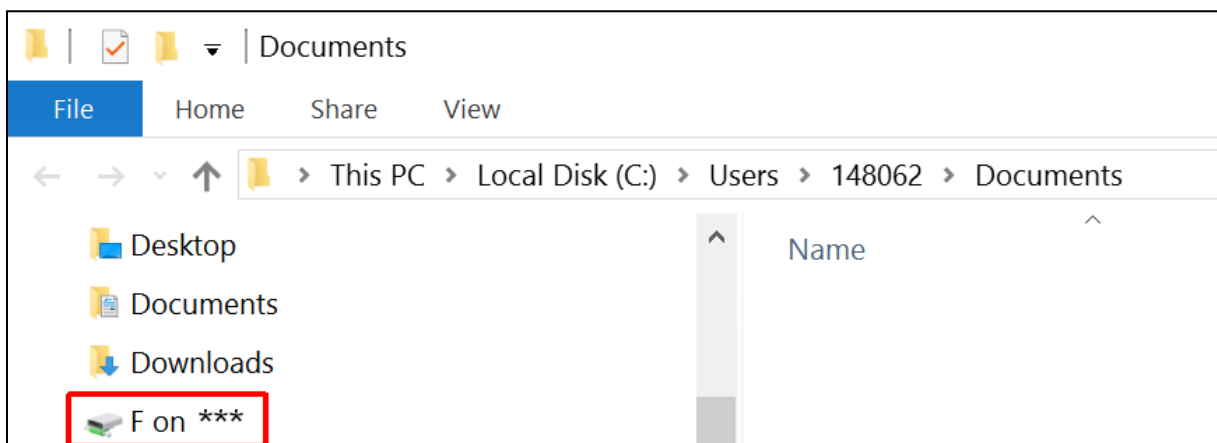 Documents
File Home Share View
This PC > Local Disk (C:) > Users > 148062 > Documents
Desktop
Name
Documents
Downloads
F on ***